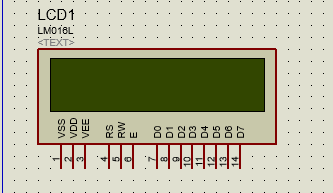 LCD1
LM016L
<TEXT>
VSS VDD VEE RS RW E D0 D1 D2 D3 D4 D5 D6 D7
1 2 3 4 5 6 7 8 9 10 11 12 13 14